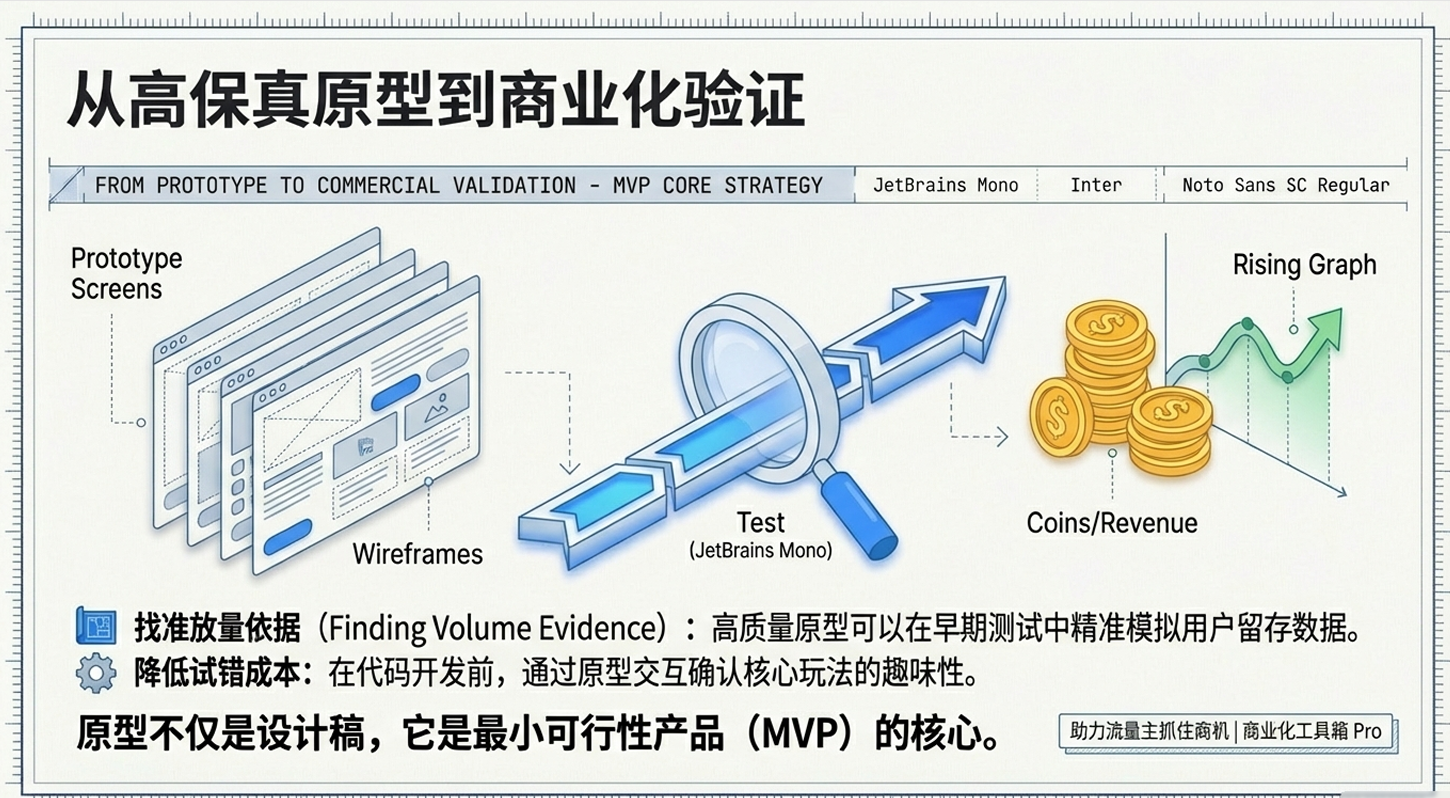 从高保真原型到商业化验证
FROM PROTOTYPE TO COMMERCIAL VALIDATION - MVP CORE STRATEGY
JetBrains Mono
Inter
Noto Sans SC Regular
Prototype
Screens
Wireframes
Test
(JetBrains Mono)
Coins/Revenue
Rising Graph
找准放量依据（Finding Volume Evidence）：高质量原型可以在早期测试中精准模拟用户留存数据。
降低试错成本：在代码开发前，通过原型交互确认核心玩法的趣味性。
原型不仅是设计稿，它是最小可行性产品（MVP）的核心。
助力流量主抓住商机 | 商业化工具箱 Pro